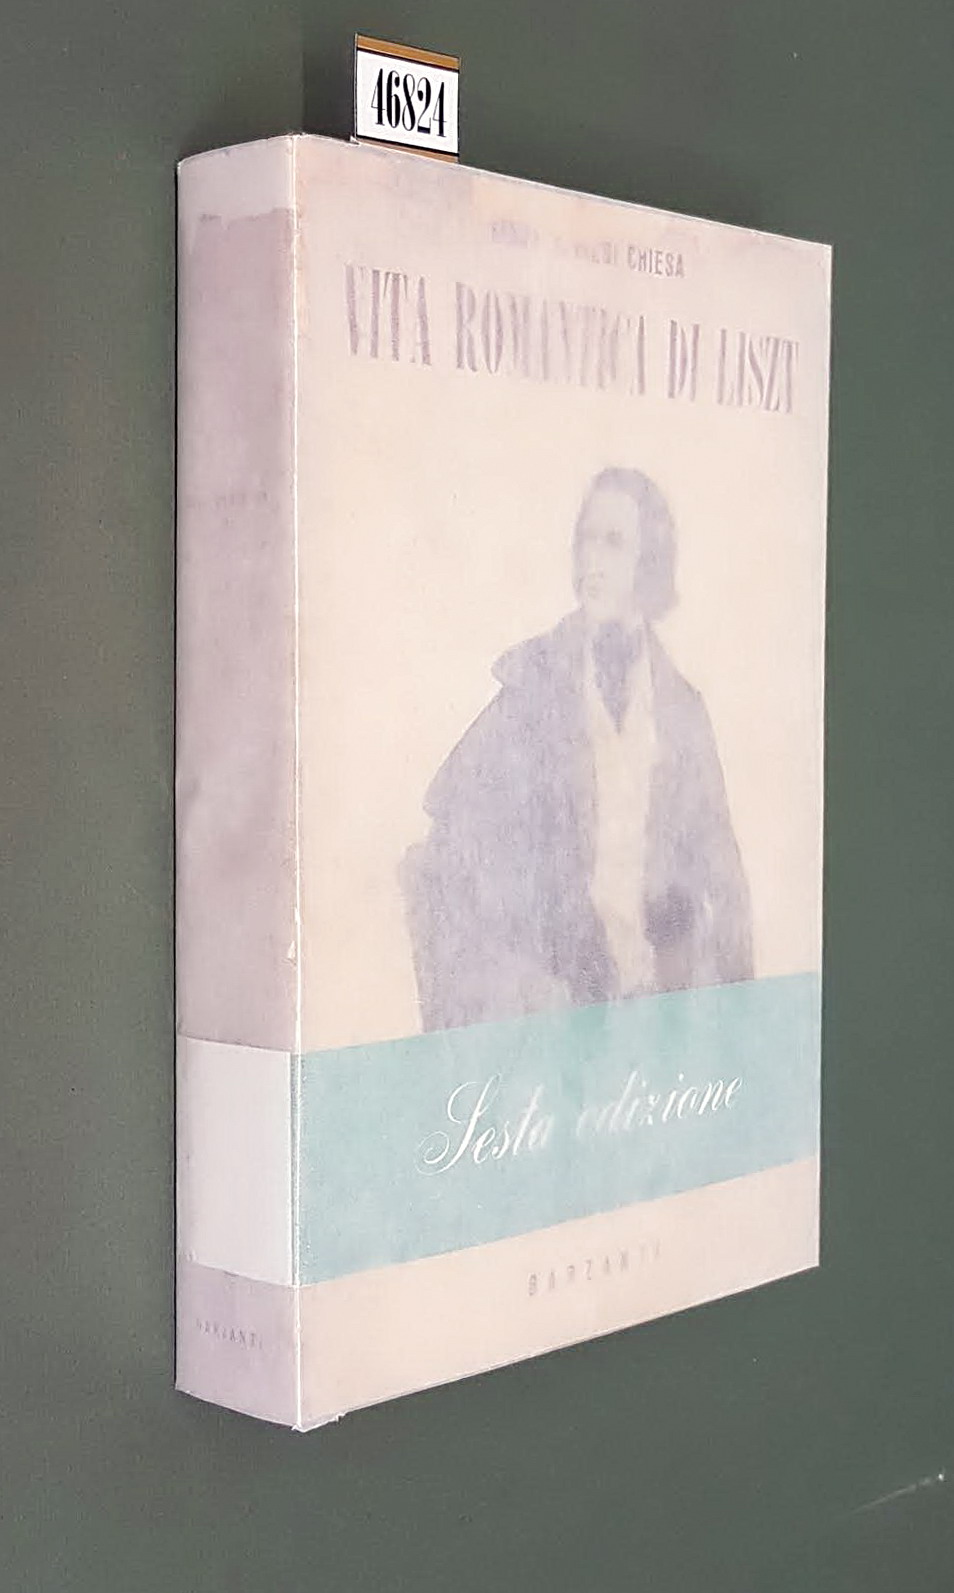 46824
CHIESA
VITA ROMANTICA DI LISZT
Sesta edizione
GARZANTI
GARZANTI